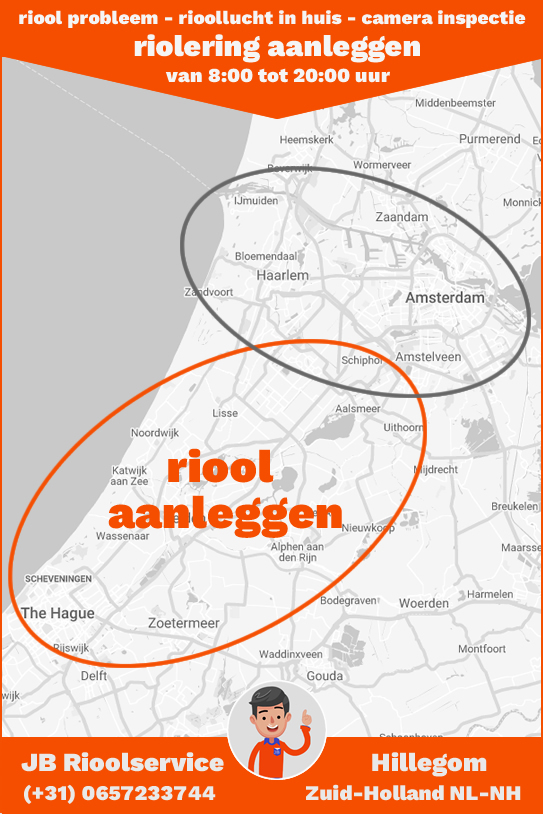 riool probleem - rioollucht in huis - camera inspectie
riolering aanleggen
van 8:00 tot 20:00 uur
Middenbeemster
Heemskerk
Purmerend
Beverwijk
Wormerveer
IJmuiden
Monnick
Zaandam
Bloemendaal
Haarlem
Zandvoort
Amsterdam
Schiphol
Amstelveen
Lisse
Aalsmeer
Uithoorn
Noordwijk
riool
Katwijk
aan Zee
Mijdrecht
aanleggen
Breukelen
Nieuwkoop
Wassenaar
Alphen aan
den Rijn
Maarsse
SCHEVENINGEN
Harmelen
Bodegraven
Woerden
The Hague
Zoetermeer
Rijswijk
Waddinxveen
Montfoort
Delft
Gouda
wijk
JB Rioolservice
Hillegom
(+31) 0657233744
Zuid-Holland NL-NH